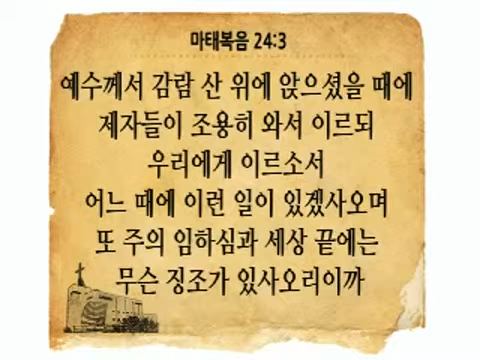 마태복음 24:3
예수께서 감람 산 위에 앉으셨을 때에
제자들이 조용히 와서 이르되
우리에게 이르소서
어느 때에 이런 일이 있겠사오며
또 주의 임하심과 세상 끝에는
무슨 징조가 있사오리이까